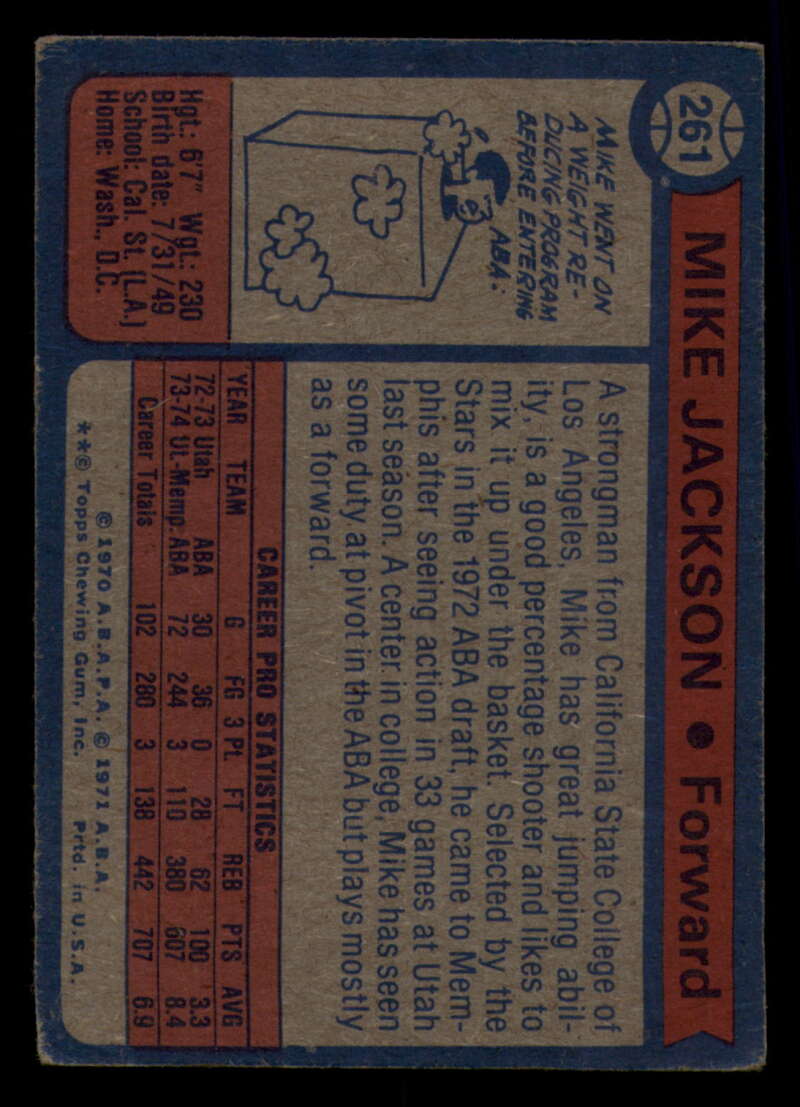 261
MIKE JACKSON • Forward
MIKE WENT ON
A WEIGHT RE-
DUCING PROGRAM
BEFORE ENTERING
ABA.
Hgt.: 6'7" Wgt.: 230
Birth date: 7/31/49
School: Cal. St. (L.A.)
Home: Wash., D.C.
A strongman from California State College of
Los Angeles, Mike has great jumping abil-
ity, is a good percentage shooter and likes to
mix it up under the basket. Selected by the
Stars in the 1972 ABA draft, he came to Mem-
phis after seeing action in 33 games at Utah
last season. A center in college, Mike has seen
some duty at pivot in the ABA but plays mostly
as a forward.
CAREER PRO STATISTICS
YEAR TEAM G FG 3 Pt FT REB PTS AVG
72-73 Utah ABA 30 36 0 28 62 100 3.3
73-74 Ut.-Memp. ABA 72 244 3 110 380 607 8.4
Career Totals 102 280 3 138 442 707 6.9
© 1970 A.B.A.P.A. © 1971 A.B.A.
**© Topps Chewing Gum, Inc. Prtd. in U.S.A.